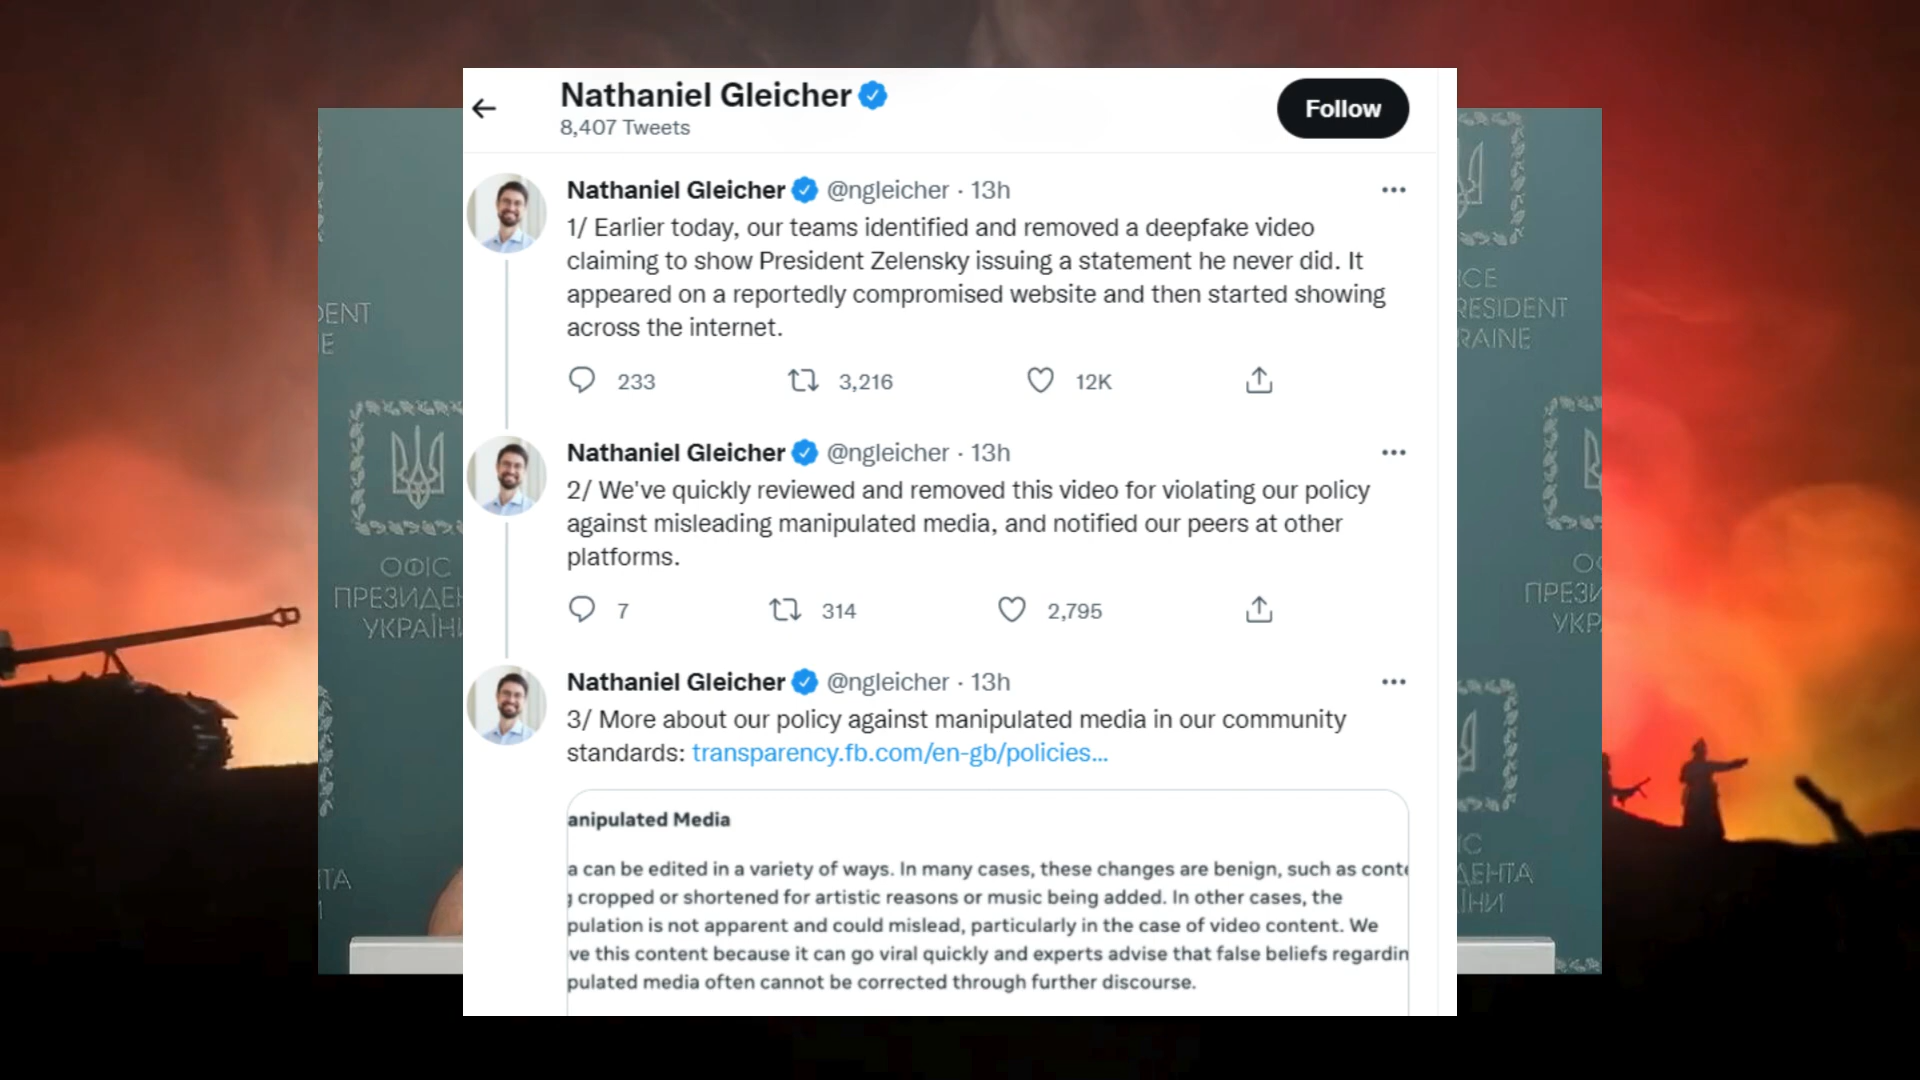 Nathaniel Gleicher
8,407 Tweets
Follow
Nathaniel Gleicher @ngleicher · 13h
1/ Earlier today, our teams identified and removed a deepfake video
claiming to show President Zelensky issuing a statement he never did. It
appeared on a reportedly compromised website and then started showing
across the internet.
233 3,216 12K
Nathaniel Gleicher @ngleicher · 13h
2/ We've quickly reviewed and removed this video for violating our policy
against misleading manipulated media, and notified our peers at other
platforms.
7 314 2,795
Nathaniel Gleicher @ngleicher · 13h
3/ More about our policy against manipulated media in our community
standards: transparency.fb.com/en-gb/policies...
anipulated Media
a can be edited in a variety of ways. In many cases, these changes are benign, such as conte
cropped or shortened for artistic reasons or music being added. In other cases, the
pulation is not apparent and could mislead, particularly in the case of video content. We
ve this content because it can go viral quickly and experts advise that false beliefs regardin
pulated media often cannot be corrected through further discourse.
DENT
E
ОФІС
ПРЕЗИДЕ
УКРАЇН
ТА
ICE
RESIDENT
RAINE
ПРЕЗИ
УКР
ДЕНТА
ЇНИ